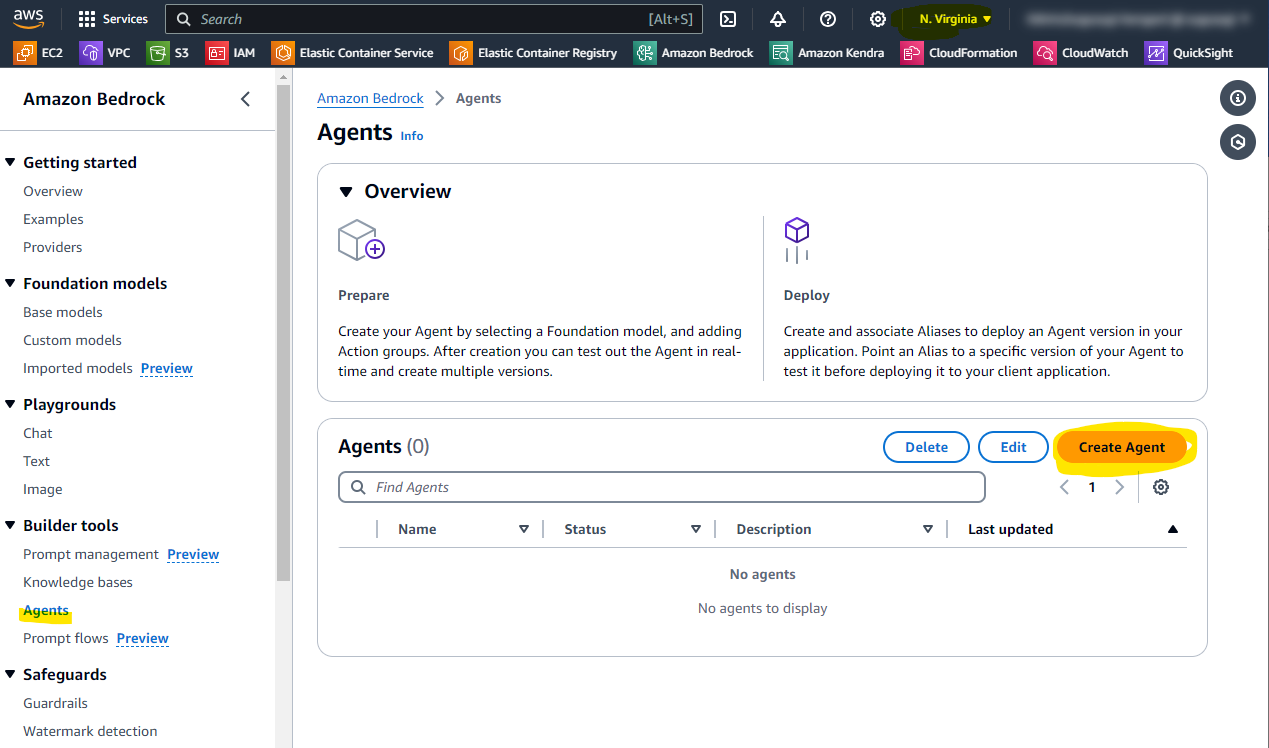 aws
Services
Search
[Alt+S]
N. Virginia
EC2
VPC
S3
IAM
Elastic Container Service
Elastic Container Registry
Amazon Bedrock
Amazon Kendra
CloudFormation
CloudWatch
QuickSight
Amazon Bedrock
Getting started
Overview
Examples
Providers
Foundation models
Base models
Custom models
Imported models Preview
Playgrounds
Chat
Text
Image
Builder tools
Prompt management Preview
Knowledge bases
Agents
Prompt flows Preview
Safeguards
Guardrails
Watermark detection
Amazon Bedrock > Agents
Agents Info
Overview
Prepare
Create your Agent by selecting a Foundation model, and adding
Action groups. After creation you can test out the Agent in real-
time and create multiple versions.
Deploy
Create and associate Aliases to deploy an Agent version in your
application. Point an Alias to a specific version of your Agent to
test it before deploying it to your client application.
Agents (0)
Delete
Edit
Create Agent
Find Agents
1
Name
Status
Description
Last updated
No agents
No agents to display